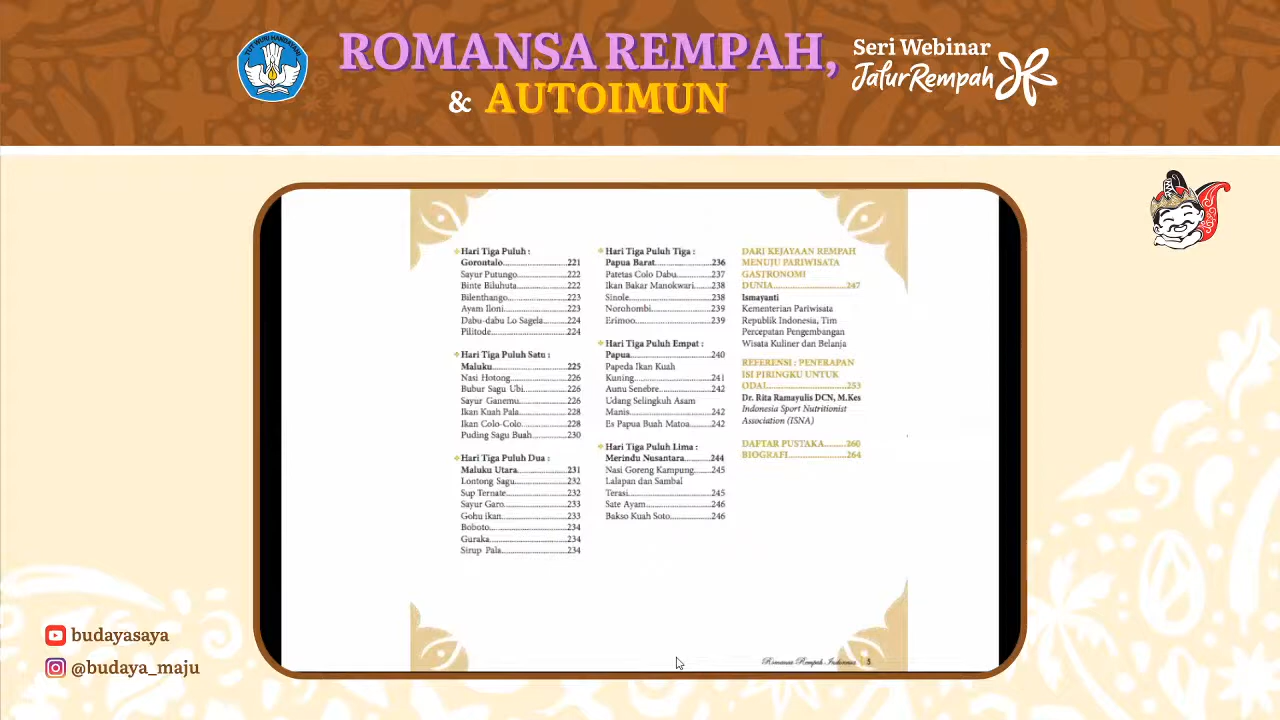 TUT WURI HANDAYANI
ROMANSA REMPAH,
& AUTOIMUN
Seri Webinar
JalurRempah
Hari Tiga Puluh :
Gorontalo..........................221
Sayur Putungo...................222
Binte Biluhuta....................222
Bilenthango.......................223
Ayam Iloni.........................223
Dabu-dabu Lo Sagela.........224
Pilitode..............................224
Hari Tiga Puluh Satu :
Maluku..............................225
Nasi Hotong......................226
Bubur Sagu Ubi.................226
Sayur Ganemu...................226
Ikan Kuah Pala..................228
Ikan Colo-Colo..................228
Puding Sagu Buah..............230
Hari Tiga Puluh Dua :
Maluku Utara.....................231
Lontong Sagu.....................232
Sup Ternate.......................232
Sayur Garo........................233
Gohu ikan..........................233
Boboto..............................234
Guraka..............................234
Sirup Pala.........................234
Hari Tiga Puluh Tiga :
Papua Barat.......................236
Patetas Colo Dabu..............237
Ikan Bakar Manokwari.......238
Sinole................................238
Norohombi........................239
Erimoo..............................239
Hari Tiga Puluh Empat :
Papua................................240
Papeda Ikan Kuah
Kuning..............................241
Aunu Senebre....................242
Udang Selingkuh Asam
Manis................................242
Es Papua Buah Matoa.........242
Hari Tiga Puluh Lima :
Merindu Nusantara.............244
Nasi Goreng Kampung........245
Lalapan dan Sambal
Terasi................................245
Sate Ayam.........................246
Bakso Kuah Soto................246
DARI KEJAYAAN REMPAH
MENUJU PARIWISATA
GASTRONOMI
DUNIA..............................247
Ismayanti
Kementerian Pariwisata
Republik Indonesia, Tim
Percepatan Pengembangan
Wisata Kuliner dan Belanja
REFERENSI : PENERAPAN
ISI PIRINGKU UNTUK
ODAI.................................253
Dr. Rita Ramayulis DCN, M.Kes
Indonesia Sport Nutritionist
Association (ISNA)
DAFTAR PUSTAKA.........260
BIOGRAFI........................264
Romansa Rempah Indonesia 5
budayasaya
@budaya_maju